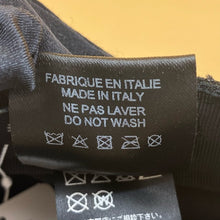 FABRIQUE EN ITALIE
MADE IN ITALY
NE PAS LAVER
DO NOT WASH